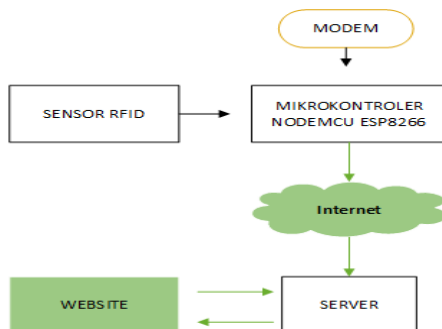 MODEM
SENSOR RFID
MIKROKONTROLER
NODEMCU ESP8266
Internet
WEBSITE
SERVER